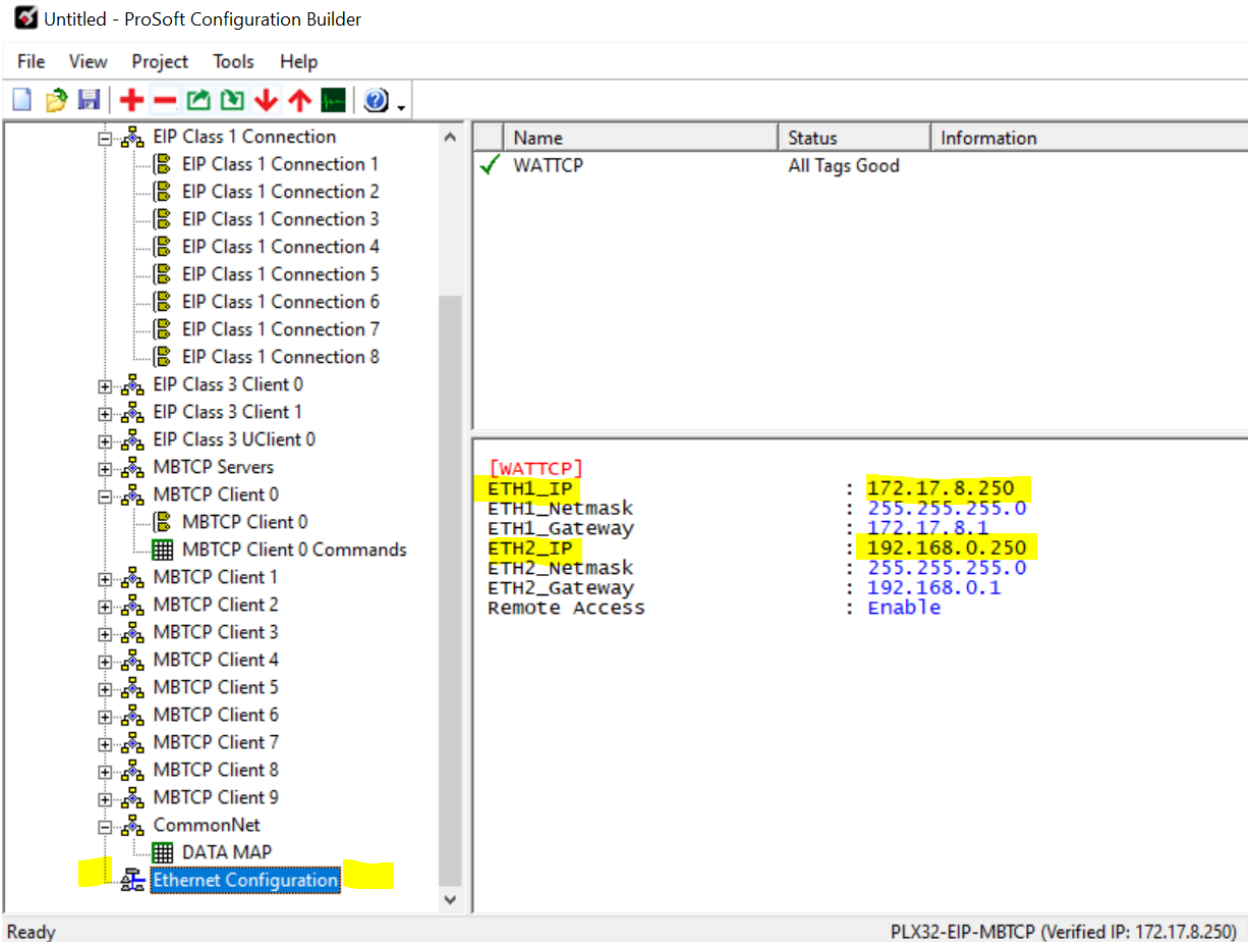 Untitled - ProSoft Configuration Builder
File View Project Tools Help
EIP Class 1 Connection
EIP Class 1 Connection 1
EIP Class 1 Connection 2
EIP Class 1 Connection 3
EIP Class 1 Connection 4
EIP Class 1 Connection 5
EIP Class 1 Connection 6
EIP Class 1 Connection 7
EIP Class 1 Connection 8
EIP Class 3 Client 0
EIP Class 3 Client 1
EIP Class 3 UClient 0
MBTCP Servers
MBTCP Client 0
MBTCP Client 0
MBTCP Client 0 Commands
MBTCP Client 1
MBTCP Client 2
MBTCP Client 3
MBTCP Client 4
MBTCP Client 5
MBTCP Client 6
MBTCP Client 7
MBTCP Client 8
MBTCP Client 9
CommonNet
DATA MAP
Ethernet Configuration
Name Status Information
WATTCP All Tags Good
[WATTCP]
ETH1_IP : 172.17.8.250
ETH1_Netmask : 255.255.255.0
ETH1_Gateway : 172.17.8.1
ETH2_IP : 192.168.0.250
ETH2_Netmask : 255.255.255.0
ETH2_Gateway : 192.168.0.1
Remote Access : Enable
Ready PLX32-EIP-MBTCP (Verified IP: 172.17.8.250)